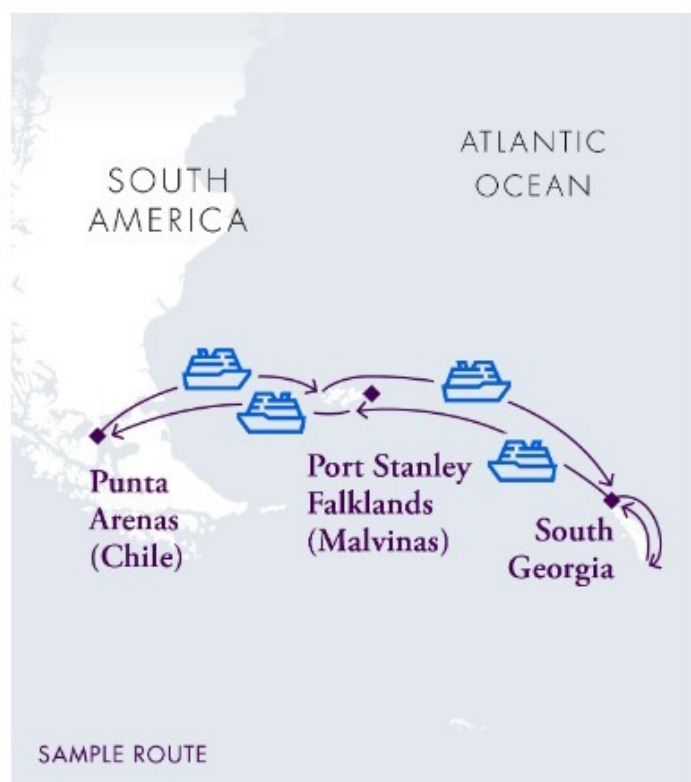 ATLANTIC
OCEAN
SOUTH
AMERICA
Punta
Arenas
(Chile)
Port Stanley
Falklands
(Malvinas)
South
Georgia
SAMPLE ROUTE